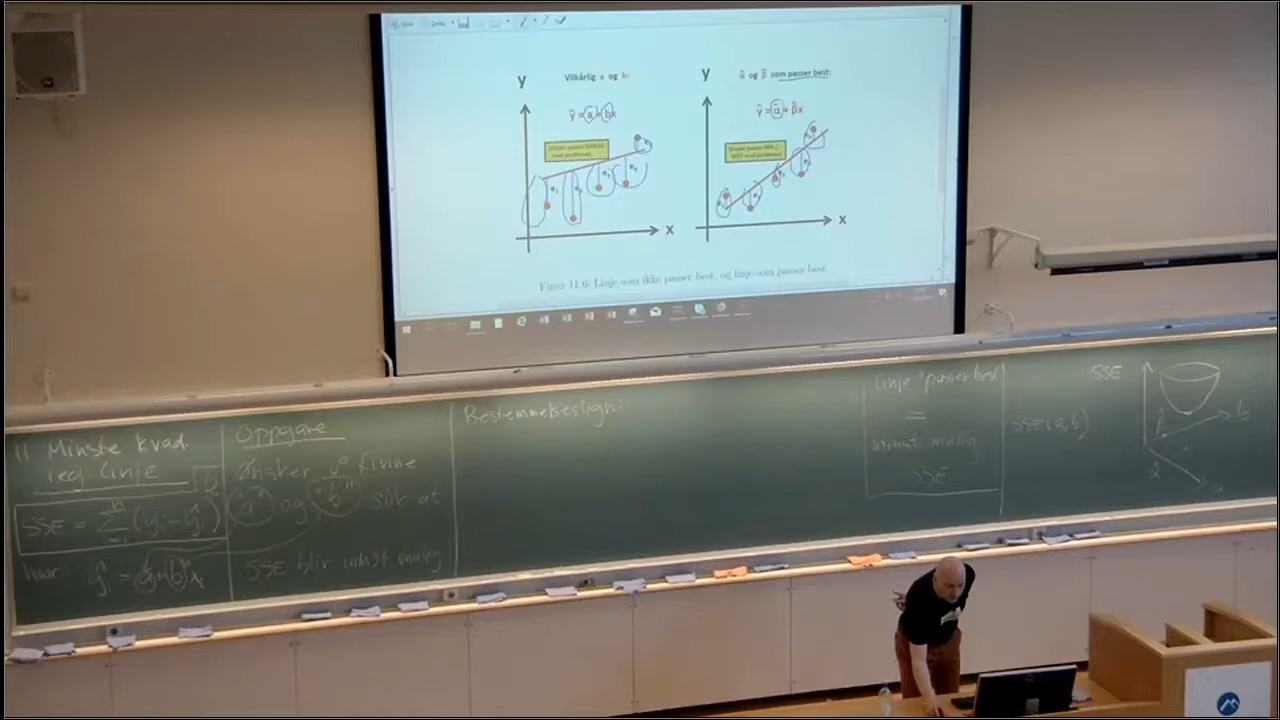 Vilkårlig a og b:
y
ŷ = a + bx
e₁
x
α̂ og β̂ som passer best:
y
ŷ = α̂ + β̂x
x
Figur 11.6: Linje som ikke passer best, og linje som passer best.
11 Minste kvad.
reg. linje
SSE = Σ (yᵢ - ŷᵢ)
i=1
hvor ŷᵢ = a + b xᵢ
Oppgave
Ønsker å finne
"a" og "b" slik at
SSE blir minst mulig
Bestemmelseslign:
Linje "passer best"
=
minst mulig
SSE
SSE(a,b)
SSE
b
2
a